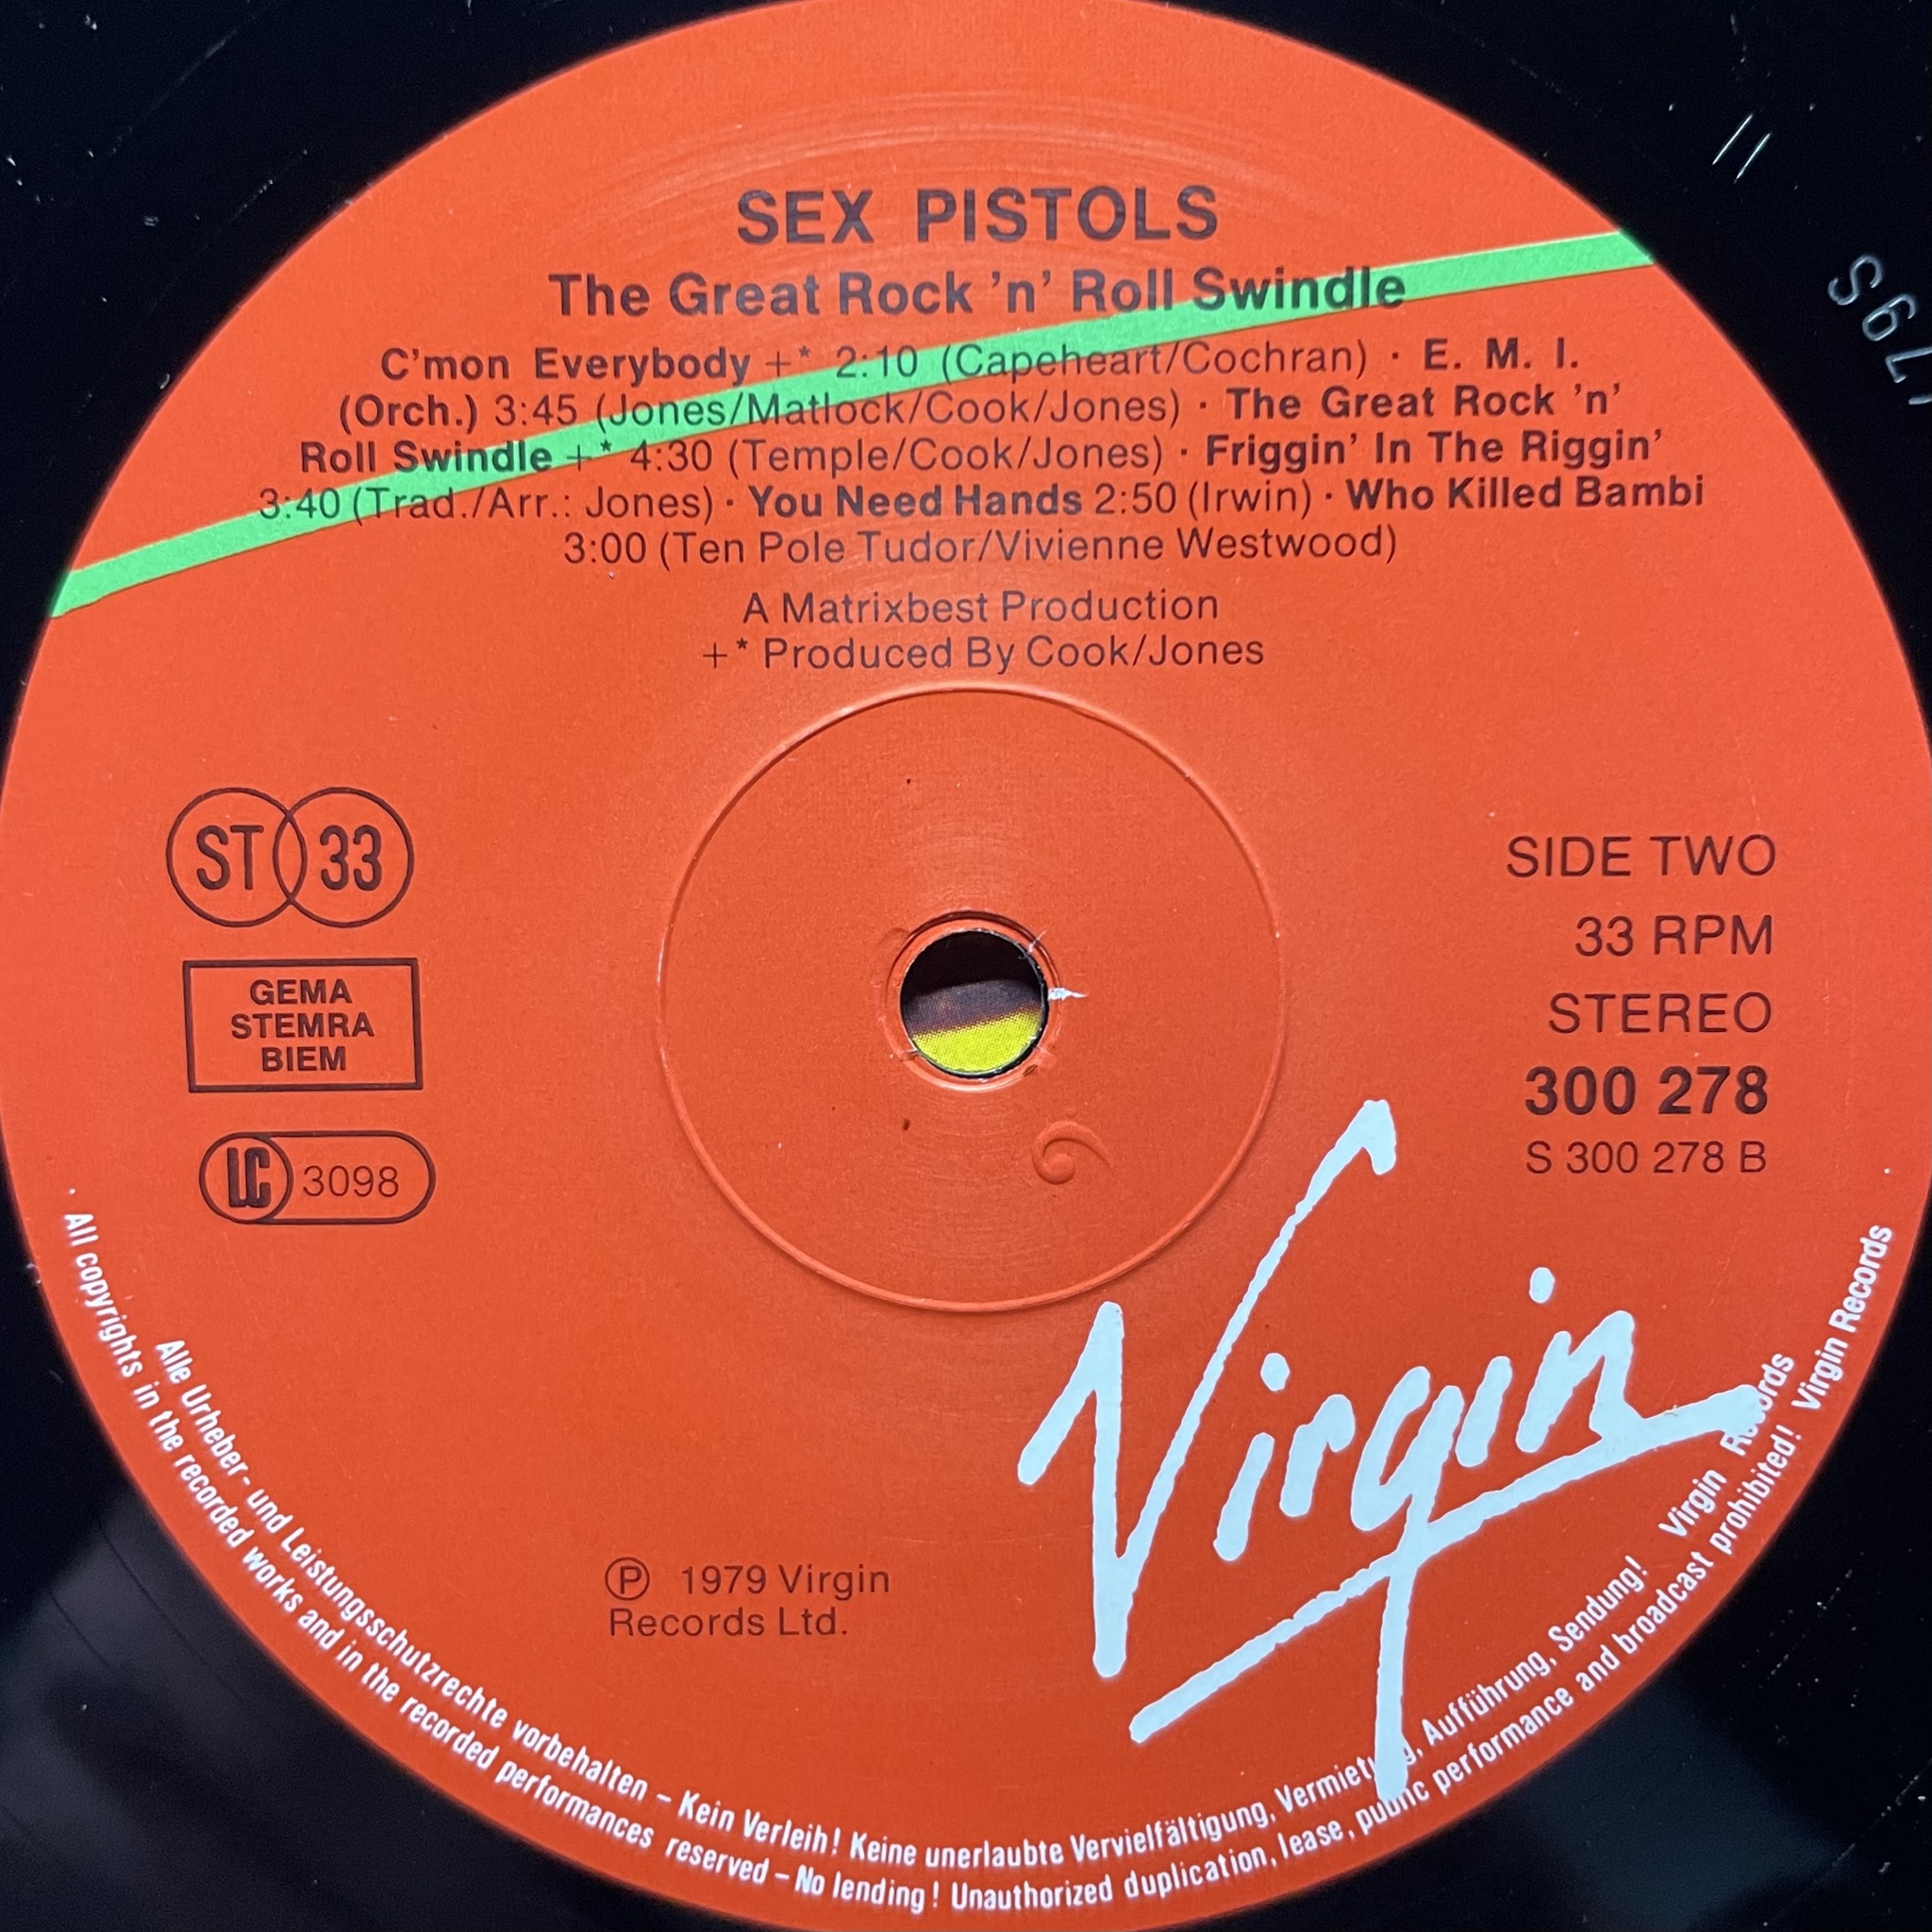 SEX PISTOLS
The Great Rock 'n' Roll Swindle
C'mon Everybody +* 2:10 (Capeheart/Cochran) · E. M. I.
(Orch.) 3:45 (Jones/Matlock/Cook/Jones) · The Great Rock 'n'
Roll Swindle +* 4:30 (Temple/Cook/Jones) · Friggin' In The Riggin'
3:40 (Trad./Arr.: Jones) · You Need Hands 2:50 (Irwin) · Who Killed Bambi
3:00 (Ten Pole Tudor/Vivienne Westwood)
A Matrixbest Production
+* Produced By Cook/Jones
ST 33
GEMA
STEMRA
BIEM
LC 3098
SIDE TWO
33 RPM
STEREO
300 278
S 300 278 B
6
Virgin
℗ 1979 Virgin
Records Ltd.
Alle Urheber- und Leistungsschutzrechte vorbehalten – Kein Verleih! Keine unerlaubte Vervielfältigung, Vermietung, Aufführung, Sendung! Virgin Records
All copyrights in the recorded works and in the recorded performances reserved – No lending! Unauthorized duplication, lease, public performance and broadcast prohibited! Virgin Records